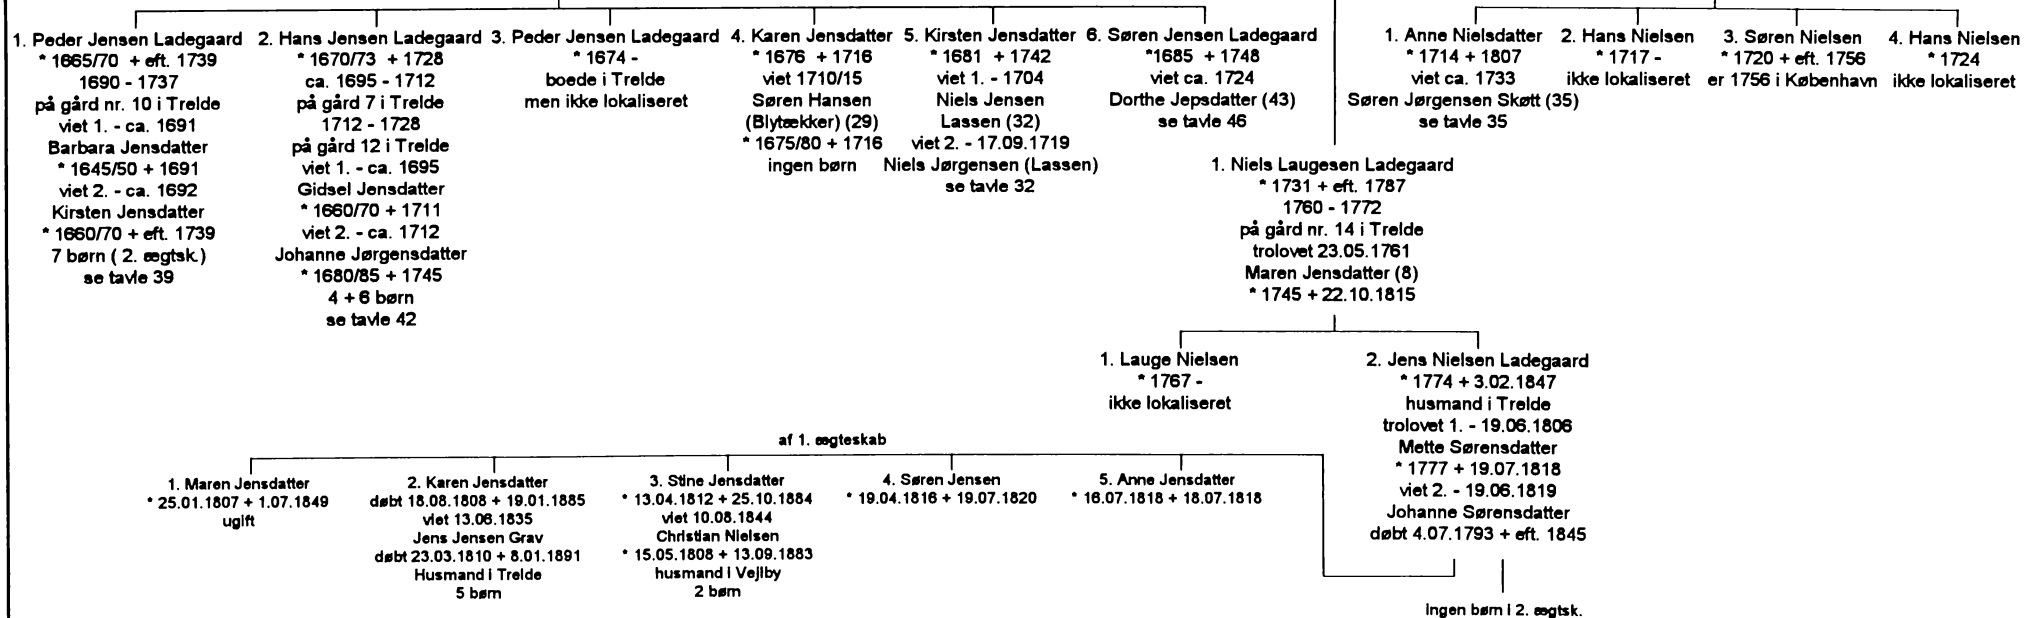 1. Peder Jensen Ladegaard
* 1665/70 + eft. 1739
1690 - 1737
på gård nr. 10 i Trelde
viet 1. - ca. 1691
Barbara Jensdatter
* 1645/50 + 1691
viet 2. - ca. 1692
Kirsten Jensdatter
* 1660/70 + eft. 1739
7 børn ( 2. ægtsk.)
se tavle 39
2. Hans Jensen Ladegaard
* 1670/73 + 1728
ca. 1695 - 1712
på gård 7 i Trelde
1712 - 1728
på gård 12 i Trelde
viet 1. - ca. 1695
Gidsel Jensdatter
* 1660/70 + 1711
viet 2. - ca. 1712
Johanne Jørgensdatter
* 1680/85 + 1745
4 + 6 børn
se tavle 42
3. Peder Jensen Ladegaard
* 1674 -
boede i Trelde
men ikke lokaliseret
4. Karen Jensdatter
* 1676 + 1716
viet 1710/15
Søren Hansen
(Blytækker) (29)
* 1675/80 + 1716
ingen børn
5. Kirsten Jensdatter
* 1681 + 1742
viet 1. - 1704
Niels Jensen
Lassen (32)
viet 2. - 17.09.1719
Niels Jørgensen (Lassen)
se tavle 32
6. Søren Jensen Ladegaard
*1685 + 1748
viet ca. 1724
Dorthe Jepsdatter (43)
se tavle 46
1. Anne Nielsdatter
* 1714 + 1807
viet ca. 1733
Søren Jørgensen Skøtt (35)
se tavle 35
2. Hans Nielsen
* 1717 -
ikke lokaliseret
3. Søren Nielsen
* 1720 + eft. 1756
er 1756 i København
4. Hans Nielsen
* 1724
ikke lokaliseret
1. Niels Laugesen Ladegaard
* 1731 + eft. 1787
1760 - 1772
på gård nr. 14 i Trelde
trolovet 23.05.1761
Maren Jensdatter (8)
* 1745 + 22.10.1815
1. Lauge Nielsen
* 1767 -
ikke lokaliseret
2. Jens Nielsen Ladegaard
* 1774 + 3.02.1847
husmand i Trelde
trolovet 1. - 19.06.1806
Mette Sørensdatter
* 1777 + 19.07.1818
viet 2. - 19.06.1819
Johanne Sørensdatter
døbt 4.07.1793 + eft. 1845
af 1. ægteskab
1. Maren Jensdatter
* 25.01.1807 + 1.07.1849
ugift
2. Karen Jensdatter
døbt 18.08.1808 + 19.01.1885
viet 13.06.1835
Jens Jensen Grav
døbt 23.03.1810 + 8.01.1891
Husmand i Trelde
5 børn
3. Stine Jensdatter
* 13.04.1812 + 25.10.1884
viet 10.08.1844
Christian Nielsen
* 15.05.1808 + 13.09.1883
husmand i Vejlby
2 børn
4. Søren Jensen
* 19.04.1816 + 19.07.1820
5. Anne Jensdatter
* 16.07.1818 + 18.07.1818
Ingen børn i 2. ægtsk.